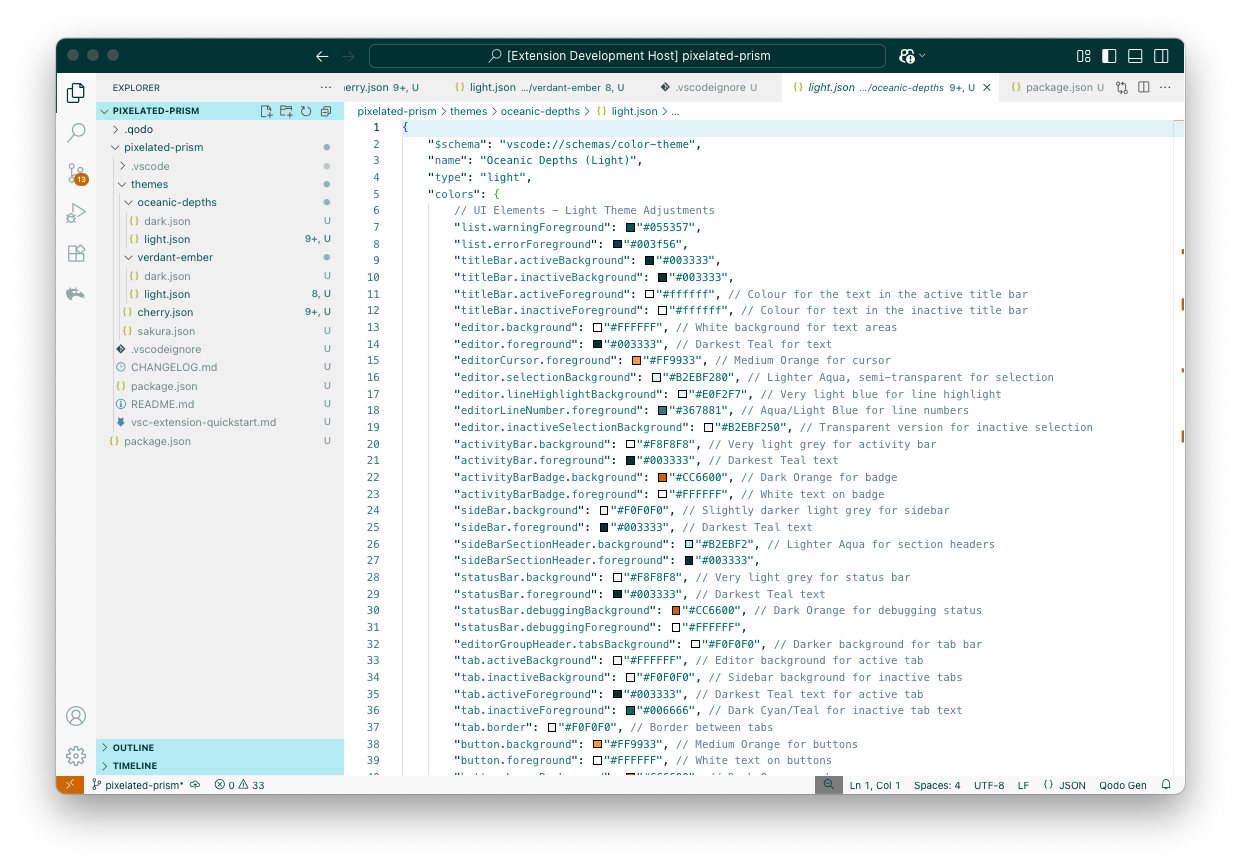 [Extension Development Host] pixelated-prism
EXPLORER
erry.json 9+, U
light.json .../verdant-ember 8, U
.vscodeignore U
light.json .../oceanic-depths 9+, U
package.json U
PIXELATED-PRISM
.qodo
pixelated-prism
.vscode
themes
oceanic-depths
dark.json U
light.json 9+, U
verdant-ember
dark.json U
light.json 8, U
cherry.json 9+, U
sakura.json U
.vscodeignore U
CHANGELOG.md U
package.json U
README.md U
vsc-extension-quickstart.md U
package.json U
13
OUTLINE
TIMELINE
pixelated-prism > themes > oceanic-depths > {} light.json > ...
1 {
2 "$schema": "vscode://schemas/color-theme",
3 "name": "Oceanic Depths (Light)",
4 "type": "light",
5 "colors": {
6 // UI Elements - Light Theme Adjustments
7 "list.warningForeground": "#055357",
8 "list.errorForeground": "#003f56",
9 "titleBar.activeBackground": "#003333",
10 "titleBar.inactiveBackground": "#003333",
11 "titleBar.activeForeground": "#ffffff", // Colour for the text in the active title bar
12 "titleBar.inactiveForeground": "#ffffff", // Colour for text in the inactive title bar
13 "editor.background": "#FFFFFF", // White background for text areas
14 "editor.foreground": "#003333", // Darkest Teal for text
15 "editorCursor.foreground": "#FF9933", // Medium Orange for cursor
16 "editor.selectionBackground": "#B2EBF280", // Lighter Aqua, semi-transparent for selection
17 "editor.lineHighlightBackground": "#E0F2F7", // Very light blue for line highlight
18 "editorLineNumber.foreground": "#367881", // Aqua/Light Blue for line numbers
19 "editor.inactiveSelectionBackground": "#B2EBF250", // Transparent version for inactive selection
20 "activityBar.background": "#F8F8F8", // Very light grey for activity bar
21 "activityBar.foreground": "#003333", // Darkest Teal text
22 "activityBarBadge.background": "#CC6600", // Dark Orange for badge
23 "activityBarBadge.foreground": "#FFFFFF", // White text on badge
24 "sideBar.background": "#F0F0F0", // Slightly darker light grey for sidebar
25 "sideBar.foreground": "#003333", // Darkest Teal text
26 "sideBarSectionHeader.background": "#B2EBF2", // Lighter Aqua for section headers
27 "sideBarSectionHeader.foreground": "#003333",
28 "statusBar.background": "#F8F8F8", // Very light grey for status bar
29 "statusBar.foreground": "#003333", // Darkest Teal text
30 "statusBar.debuggingBackground": "#CC6600", // Dark Orange for debugging status
31 "statusBar.debuggingForeground": "#FFFFFF",
32 "editorGroupHeader.tabsBackground": "#F0F0F0", // Darker background for tab bar
33 "tab.activeBackground": "#FFFFFF", // Editor background for active tab
34 "tab.inactiveBackground": "#F0F0F0", // Sidebar background for inactive tabs
35 "tab.activeForeground": "#003333", // Darkest Teal text for active tab
36 "tab.inactiveForeground": "#006666", // Dark Cyan/Teal for inactive tab text
37 "tab.border": "#F0F0F0", // Border between tabs
38 "button.background": "#FF9933", // Medium Orange for buttons
39 "button.foreground": "#FFFFFF", // White text on buttons
pixelated-prism* 0 33
Ln 1, Col 1 Spaces: 4 UTF-8 LF {} JSON Qodo Gen